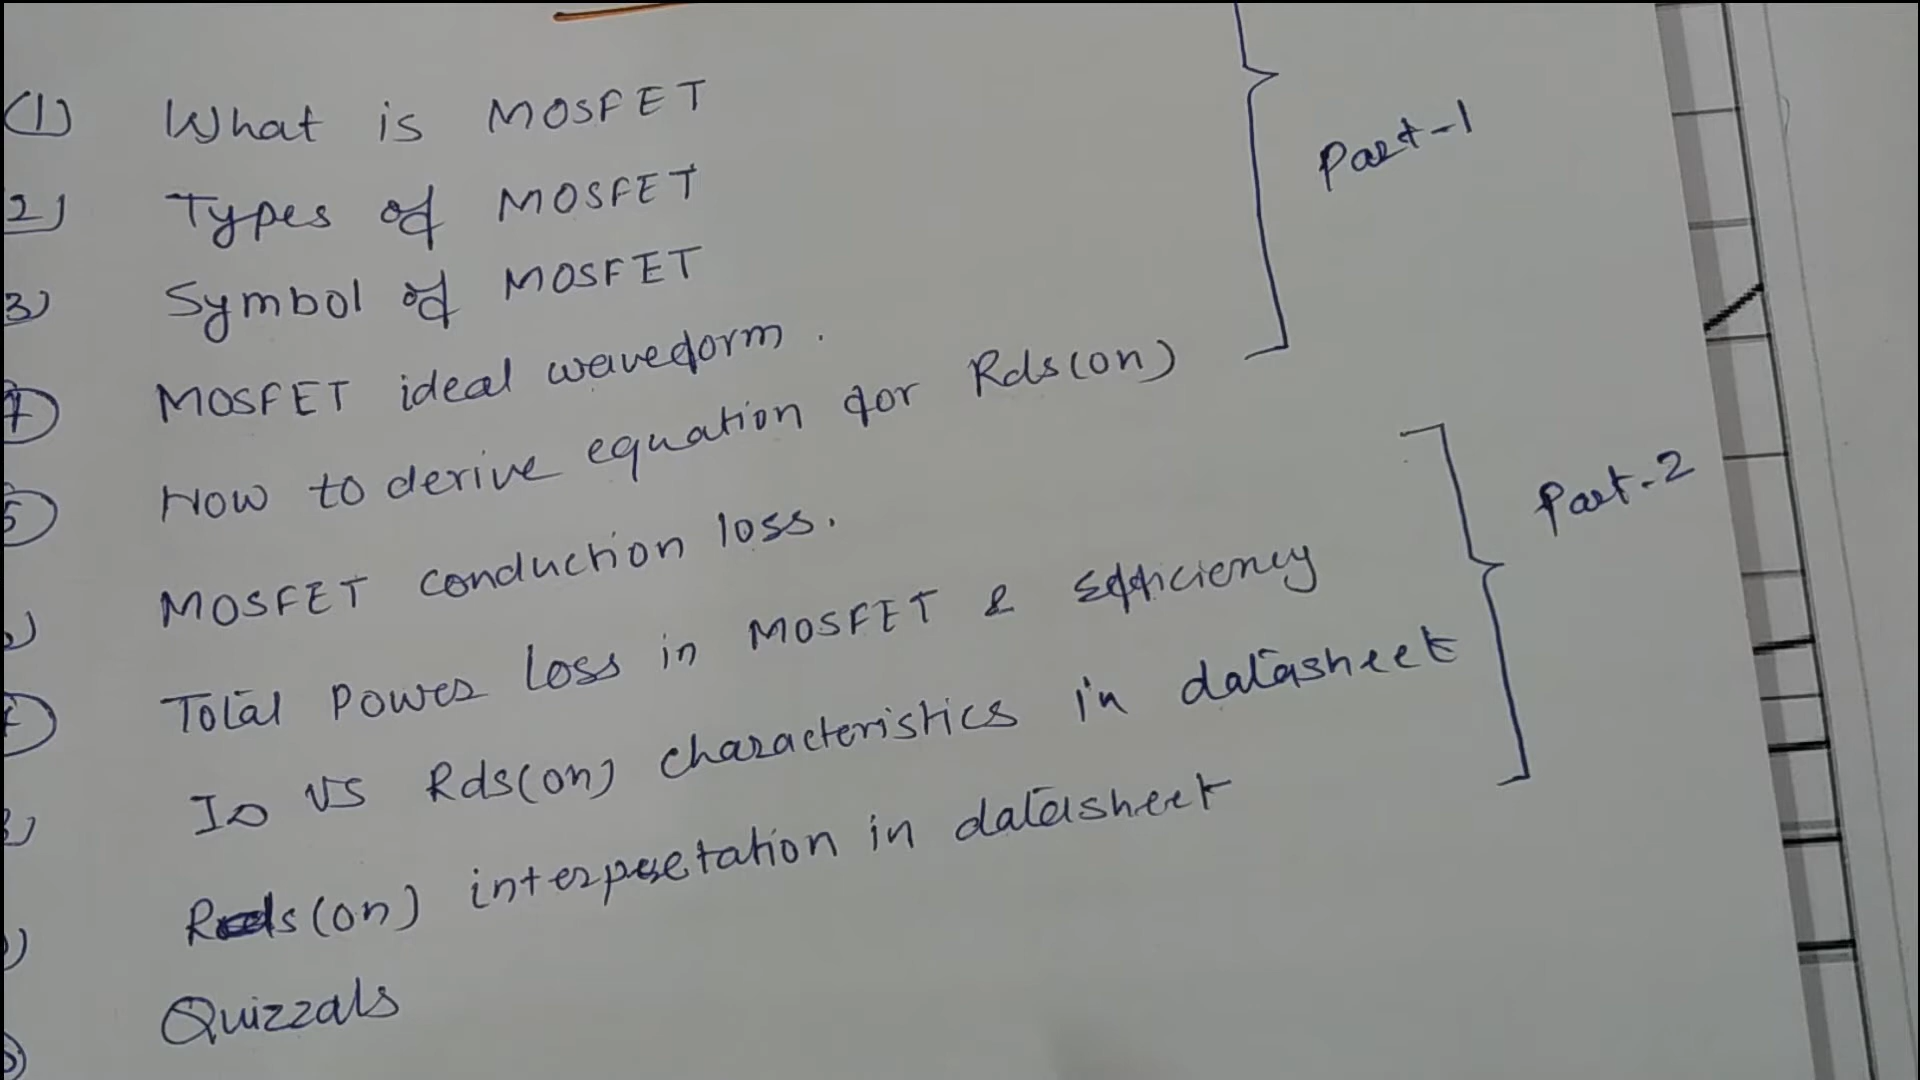 (1) What is MOSFET
2) Types of MOSFET
3) Symbol of MOSFET
MOSFET ideal waveform.
5) How to derive equation for Rds(on)
Part-1
MOSFET conduction loss.
Total Power Loss in MOSFET & Efficiency
ID vs Rds(on) characteristics in datasheet
Rds(on) interpretation in datasheet
Quizzals
Part-2